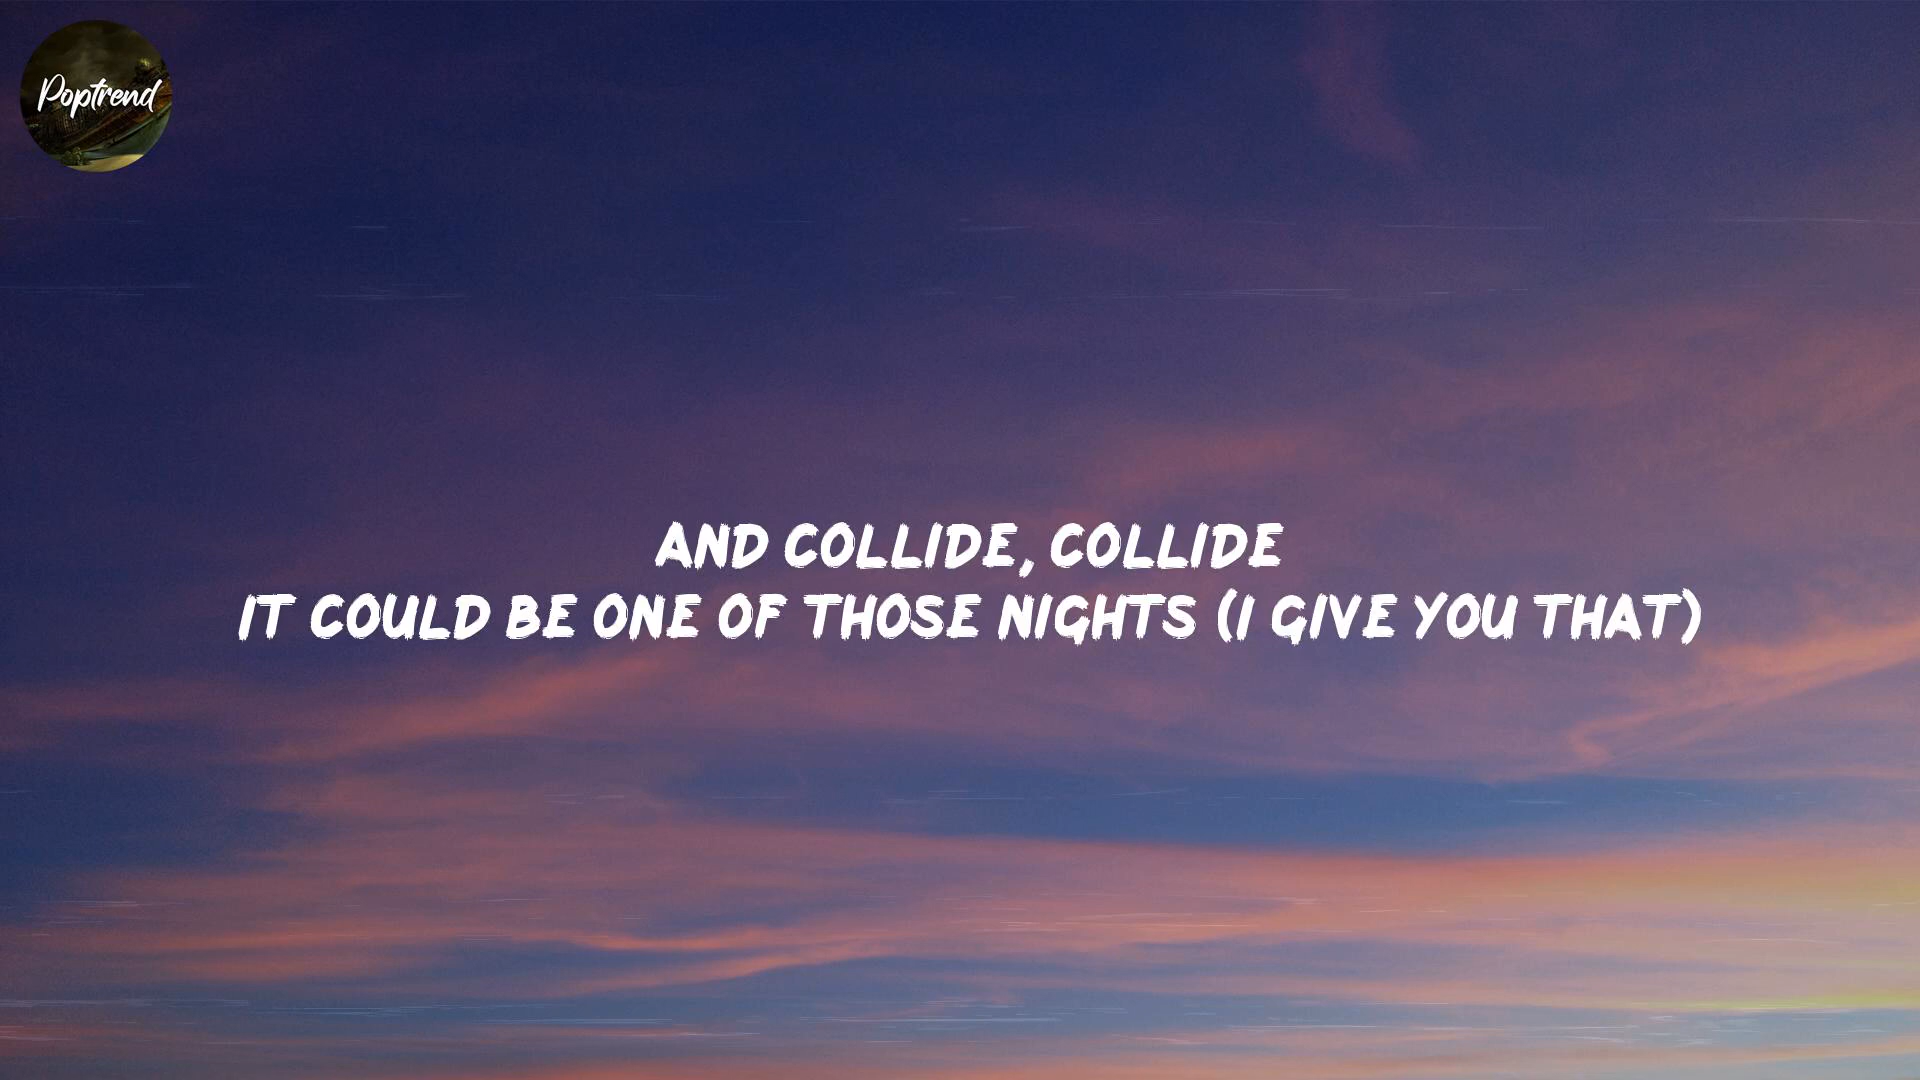 Poptrend
AND COLLIDE, COLLIDE
IT COULD BE ONE OF THOSE NIGHTS (I GIVE YOU THAT)